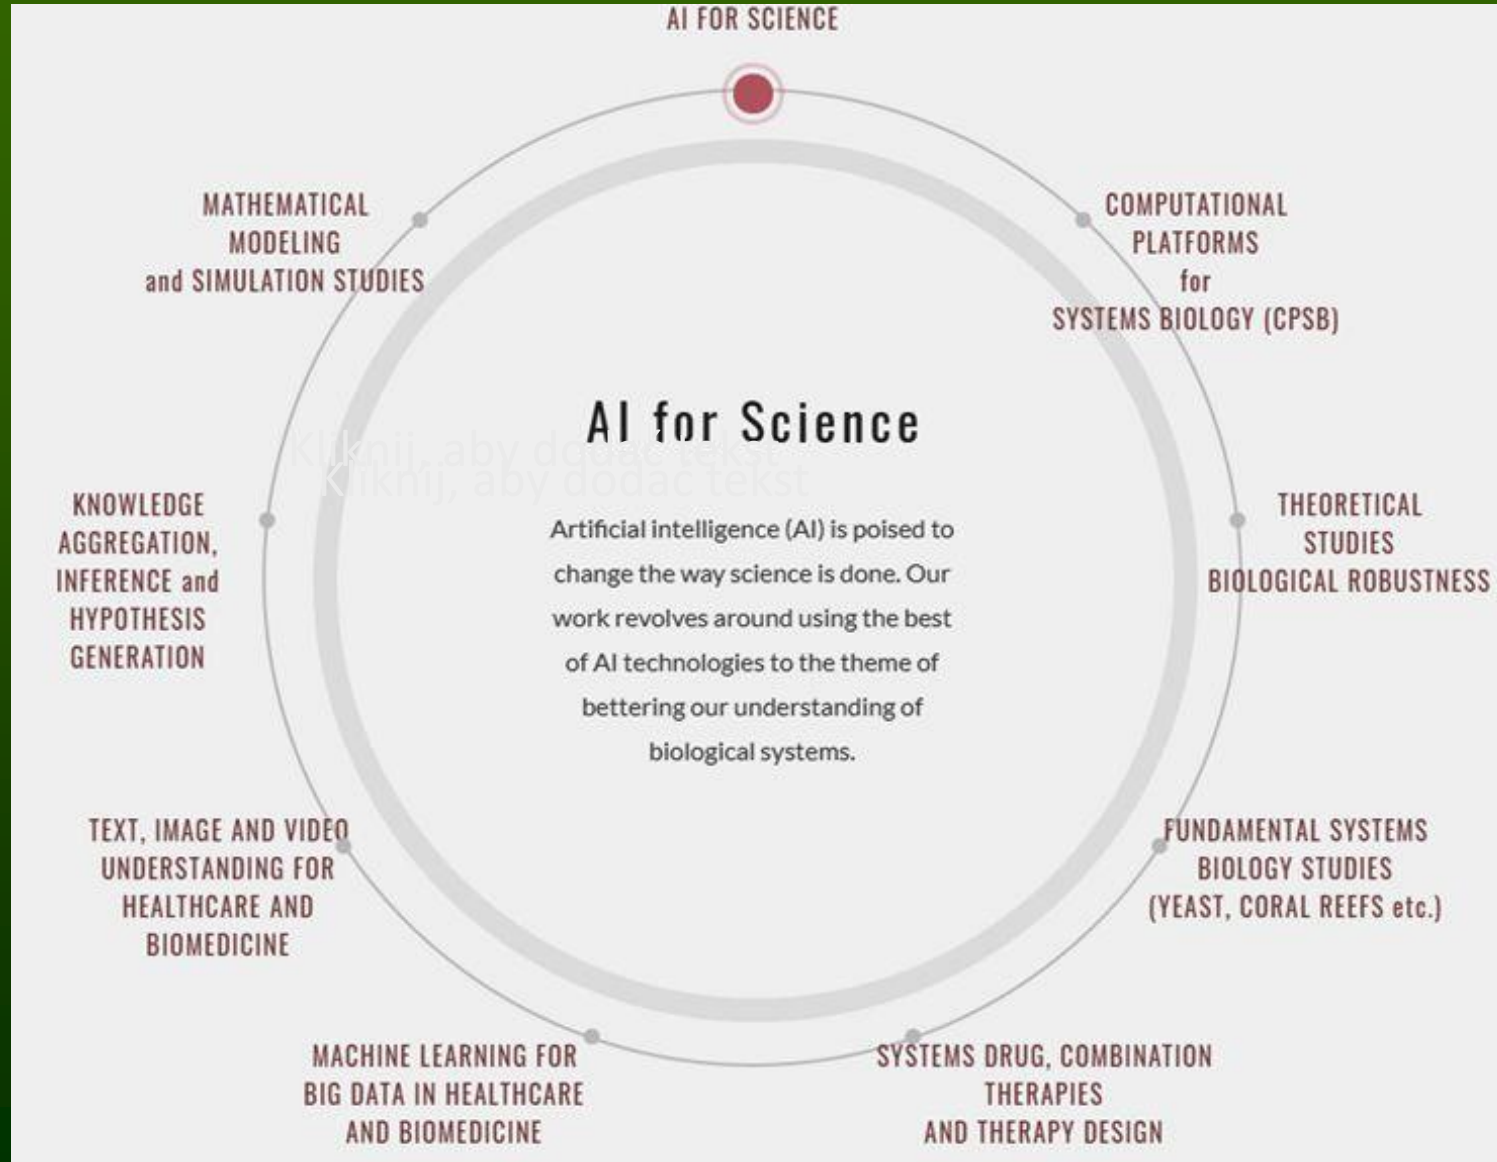 AI FOR SCIENCE
MATHEMATICAL
MODELING
and SIMULATION STUDIES
COMPUTATIONAL
PLATFORMS
for
SYSTEMS BIOLOGY (CPSB)
AI for Science
Kliknij, aby dodać tekst
Kliknij, aby dodać tekst
Artificial intelligence (AI) is poised to
change the way science is done. Our
work revolves around using the best
of AI technologies to the theme of
bettering our understanding of
biological systems.
KNOWLEDGE
AGGREGATION,
INFERENCE and
HYPOTHESIS
GENERATION
THEORETICAL
STUDIES
BIOLOGICAL ROBUSTNESS
TEXT, IMAGE AND VIDEO
UNDERSTANDING FOR
HEALTHCARE AND
BIOMEDICINE
FUNDAMENTAL SYSTEMS
BIOLOGY STUDIES
(YEAST, CORAL REEFS etc.)
MACHINE LEARNING FOR
BIG DATA IN HEALTHCARE
AND BIOMEDICINE
SYSTEMS DRUG, COMBINATION
THERAPIES
AND THERAPY DESIGN